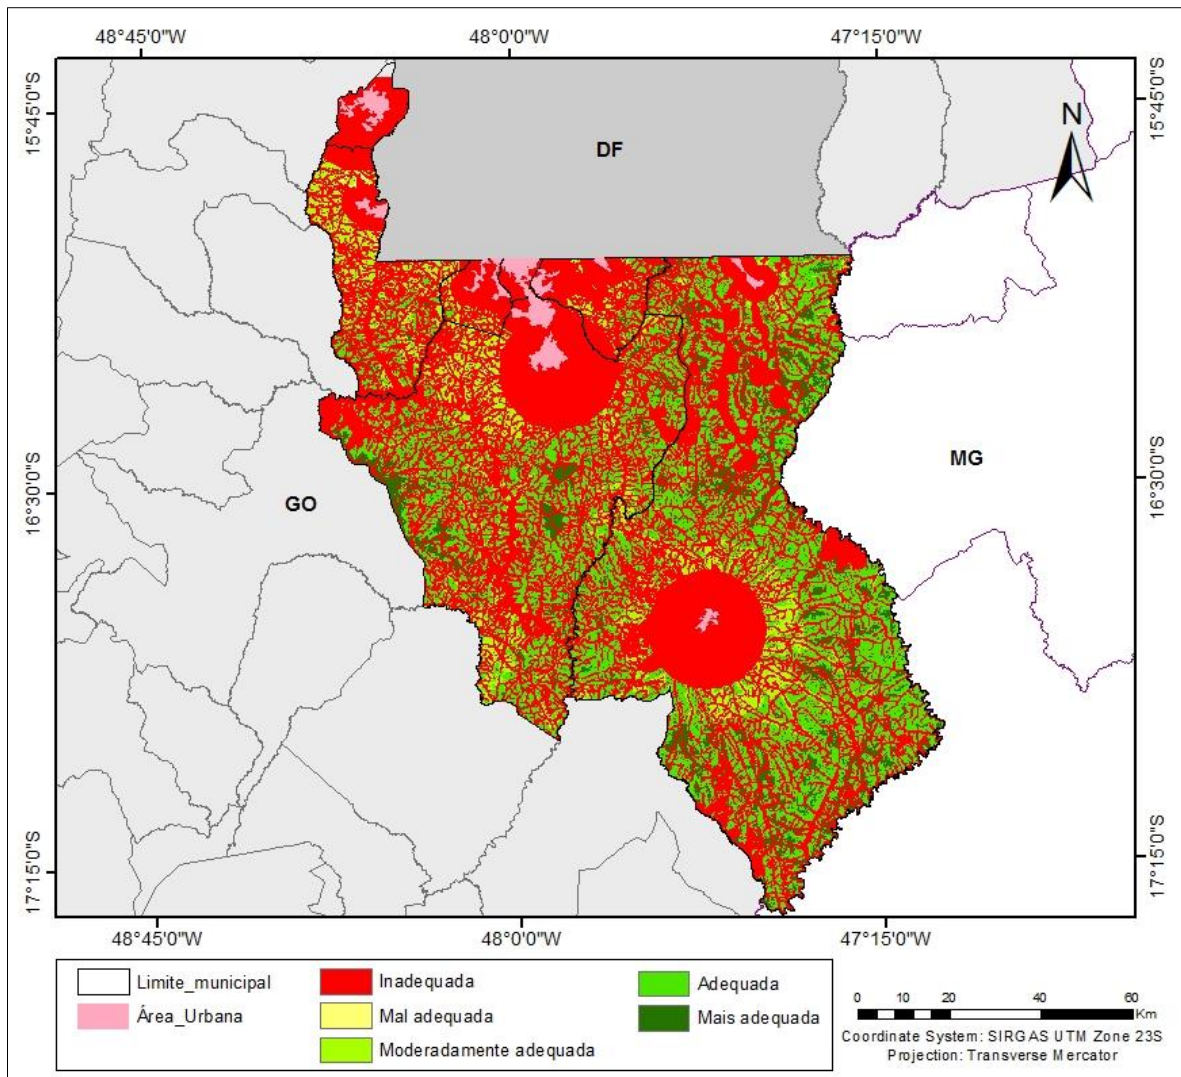 48°45'0"W 48°0'0"W 47°15'0"W
15°45'0"S
15°45'0"S
N
DF
MG
GO
16°30'0"S
16°30'0"S
17°15'0"S
17°15'0"S
48°45'0"W 48°0'0"W 47°15'0"W
Limite_municipal
Área_Urbana
Inadequada
Mal adequada
Moderadamente adequada
Adequada
Mais adequada
0 10 20 40 60
Km
Coordinate System: SIRGAS UTM Zone 23S
Projection: Transverse Mercator